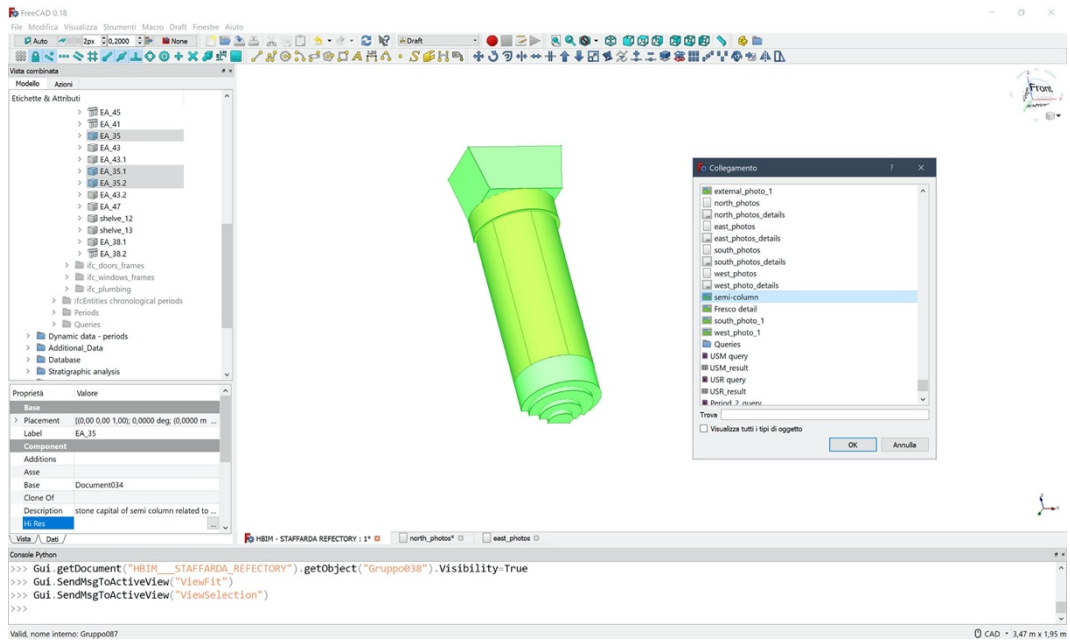 FreeCAD 0.18
File Modifica Visualizza Strumenti Macro Draft Finestre Aiuto
Auto 2px 0,2000 None Draft
Vista combinata
Modello Azioni
Etichette & Attributi
EA_45
EA_41
EA_35
EA_43
EA_43.1
EA_35.1
EA_35.2
EA_43.2
EA_47
shelve_12
shelve_13
EA_38.1
EA_38.2
ifc_doors_frames
ifc_windows_frames
ifc_plumbing
IfcEntities chronological periods
Periods
Queries
Dynamic data - periods
Additional_Data
Database
Stratigraphic analysis
Proprietà Valore
Base
Placement [(0,00 0,00 1,00); 0,0000 deg; (0,0000 m ...
Label EA_35
Component
Additions
Asse
Base Document034
Clone Of
Description stone capital of semi column related to ...
Hi Res ...
Vista Dati
Front
Collegamento ? ×
external_photo_1
north_photos
north_photos_details
east_photos
east_photos_details
south_photos
south_photos_details
west_photos
west_photo_details
semi-column
Fresco detail
south_photo_1
west_photo_1
Queries
USM query
USM_result
USR query
USR_result
Period_2_query
Trova
Visualizza tutti i tipi di oggetto
OK Annulla
HBIM - STAFFARDA REFECTORY : 1* north_photos* east_photos
Console Python
>>> Gui.getDocument("HBIM___STAFFARDA_REFECTORY").getObject("Gruppo038").Visibility=True
>>> Gui.SendMsgToActiveView("ViewFit")
>>> Gui.SendMsgToActiveView("ViewSelection")
>>>
Valid, nome interno: Gruppo087
CAD 3,47 m x 1,95 m